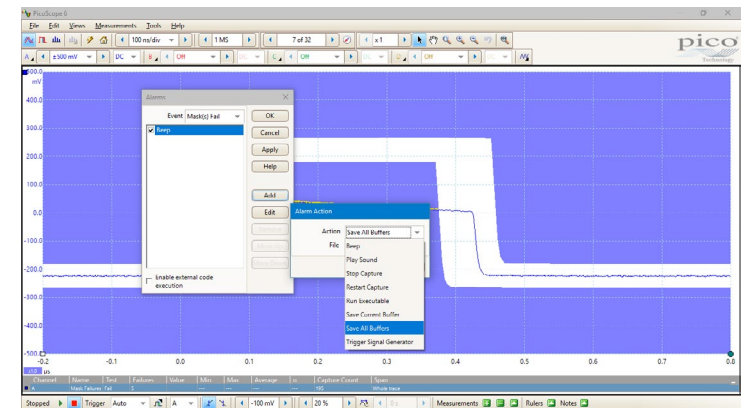 PicoScope 6
File Edit Views Measurements Tools Help
100 ns/div 1 MS 7 of 32 x 1
pico
Technology
A ±500 mV DC B Off DC C Off DC D Off DC
500.0
mV
400.0
300.0
200.0
100.0
0.0
-100.0
-200.0
-300.0
-400.0
-500.0
Alarms
Event Mask(s) Fail
Beep
OK
Cancel
Apply
Help
Add
Edit
Enable external code
execution
Alarm Action
Action Save All Buffers
File
Beep
Play Sound
Stop Capture
Restart Capture
Run Executable
Save Current Buffer
Save All Buffers
Trigger Signal Generator
-0.2 -0.1 0.0 0.1 0.2 0.3 0.4 0.5 0.6 0.7 0.8
x1.0 µs
Channel Name Test Failures Value Min Max Average σ Capture Count Span
A Mask Failures Fail Whole trace
Stopped Trigger Auto A -100 mV 20 % 0 s Measurements Rulers Notes